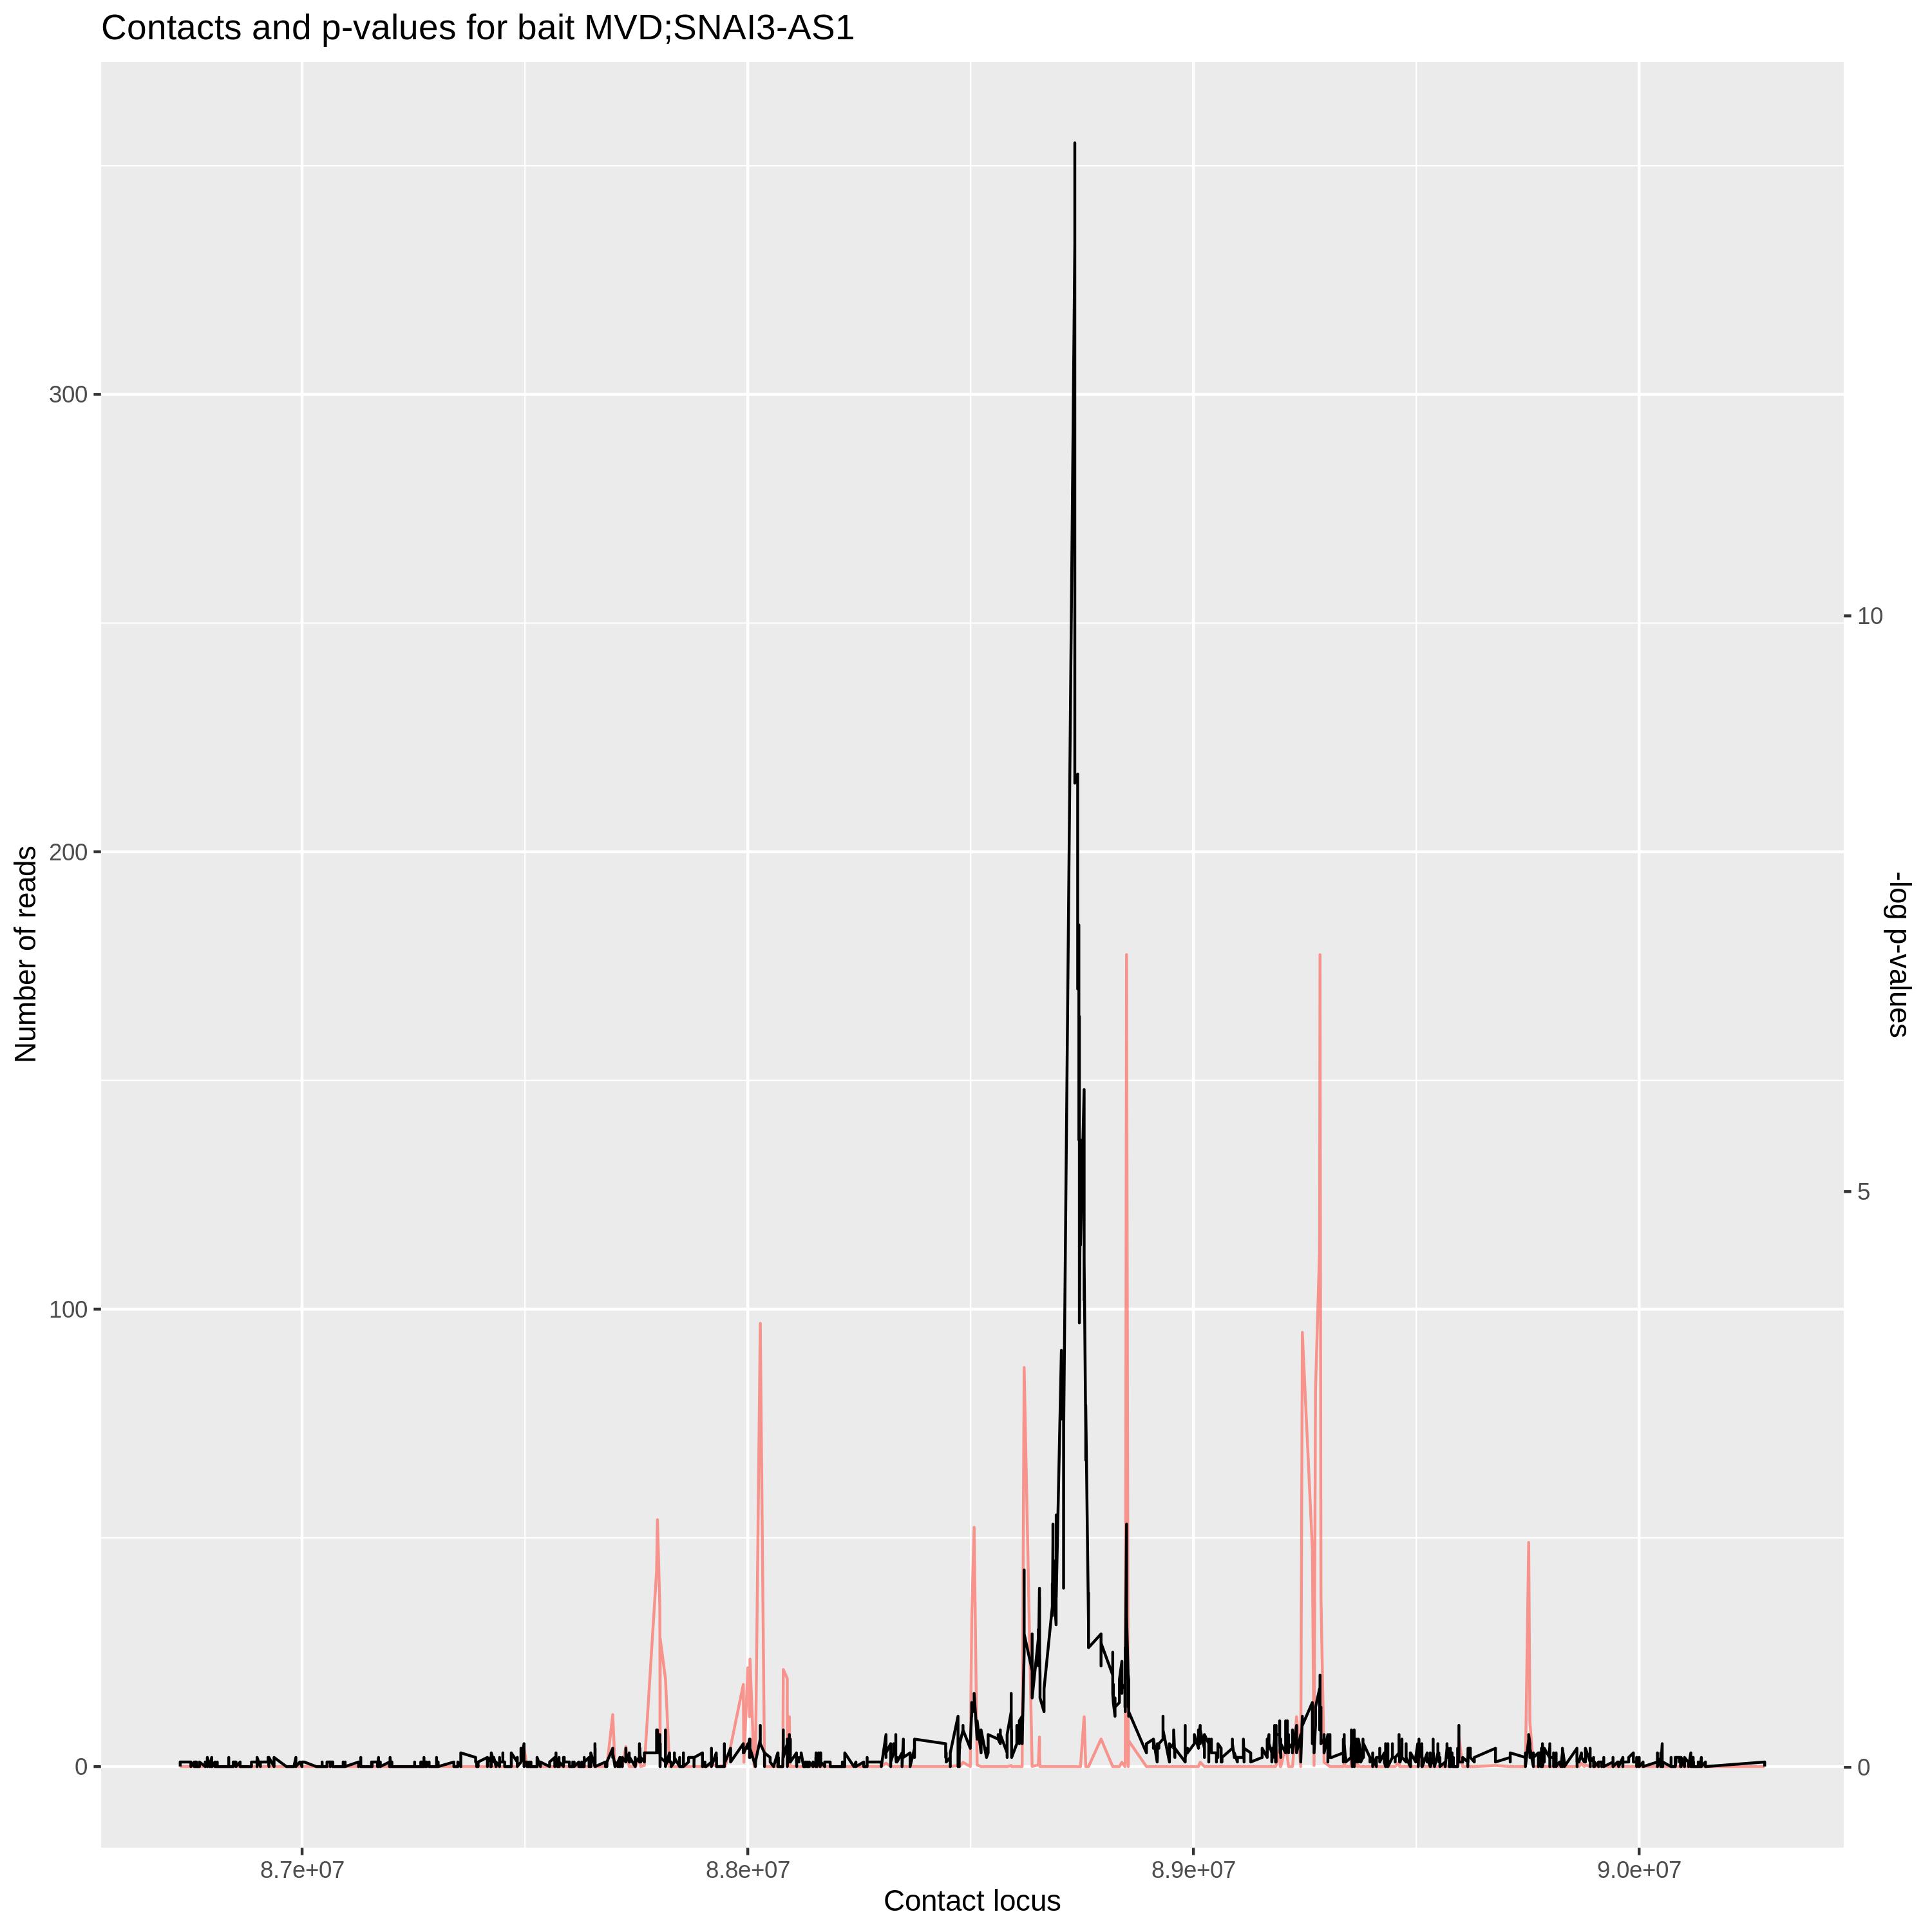 Contacts and p-values for bait MVD;SNAI3-AS1
Number of reads
300
200
100
0
10
5
0
-log p-values
8.7e+07
8.8e+07
8.9e+07
9.0e+07
Contact locus